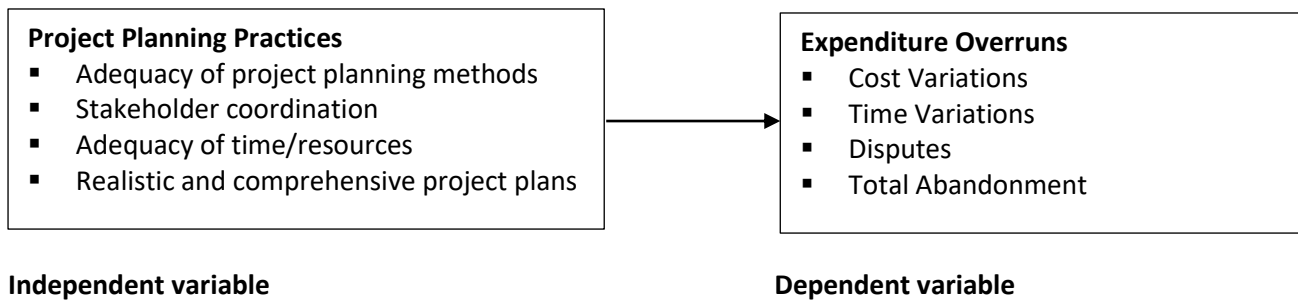 Project Planning Practices
▪ Adequacy of project planning methods
▪ Stakeholder coordination
▪ Adequacy of time/resources
▪ Realistic and comprehensive project plans
Expenditure Overruns
▪ Cost Variations
▪ Time Variations
▪ Disputes
▪ Total Abandonment
Independent variable
Dependent variable